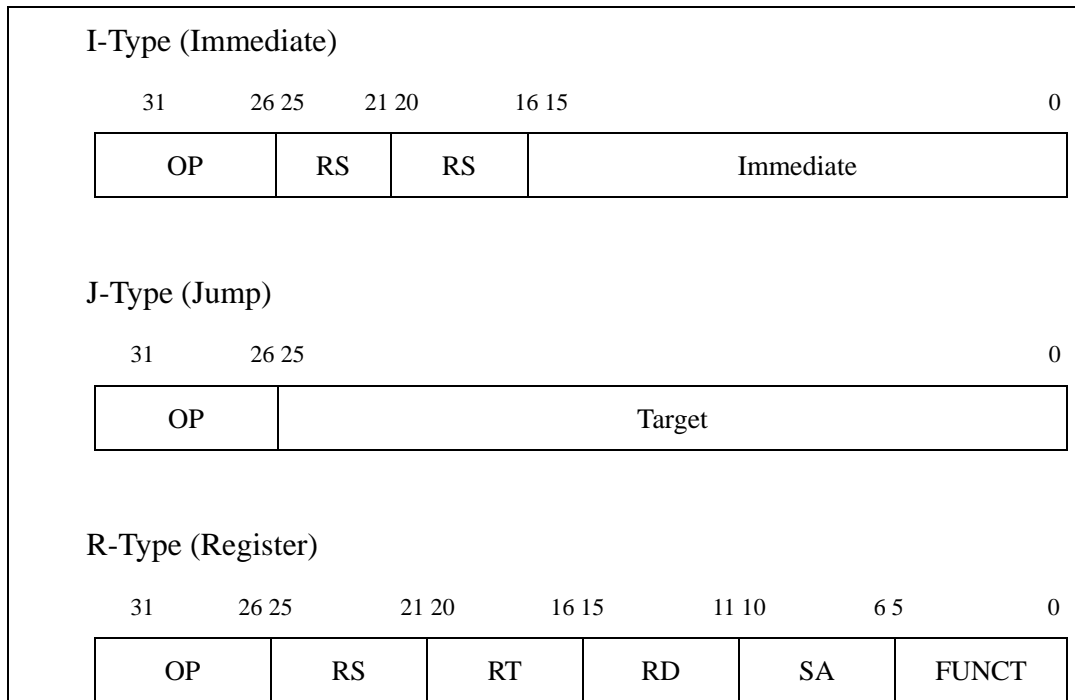 I-Type (Immediate)
31 26 25 21 20 16 15 0
OP RS RS Immediate
J-Type (Jump)
31 26 25 0
OP Target
R-Type (Register)
31 26 25 21 20 16 15 11 10 6 5 0
OP RS RT RD SA FUNCT